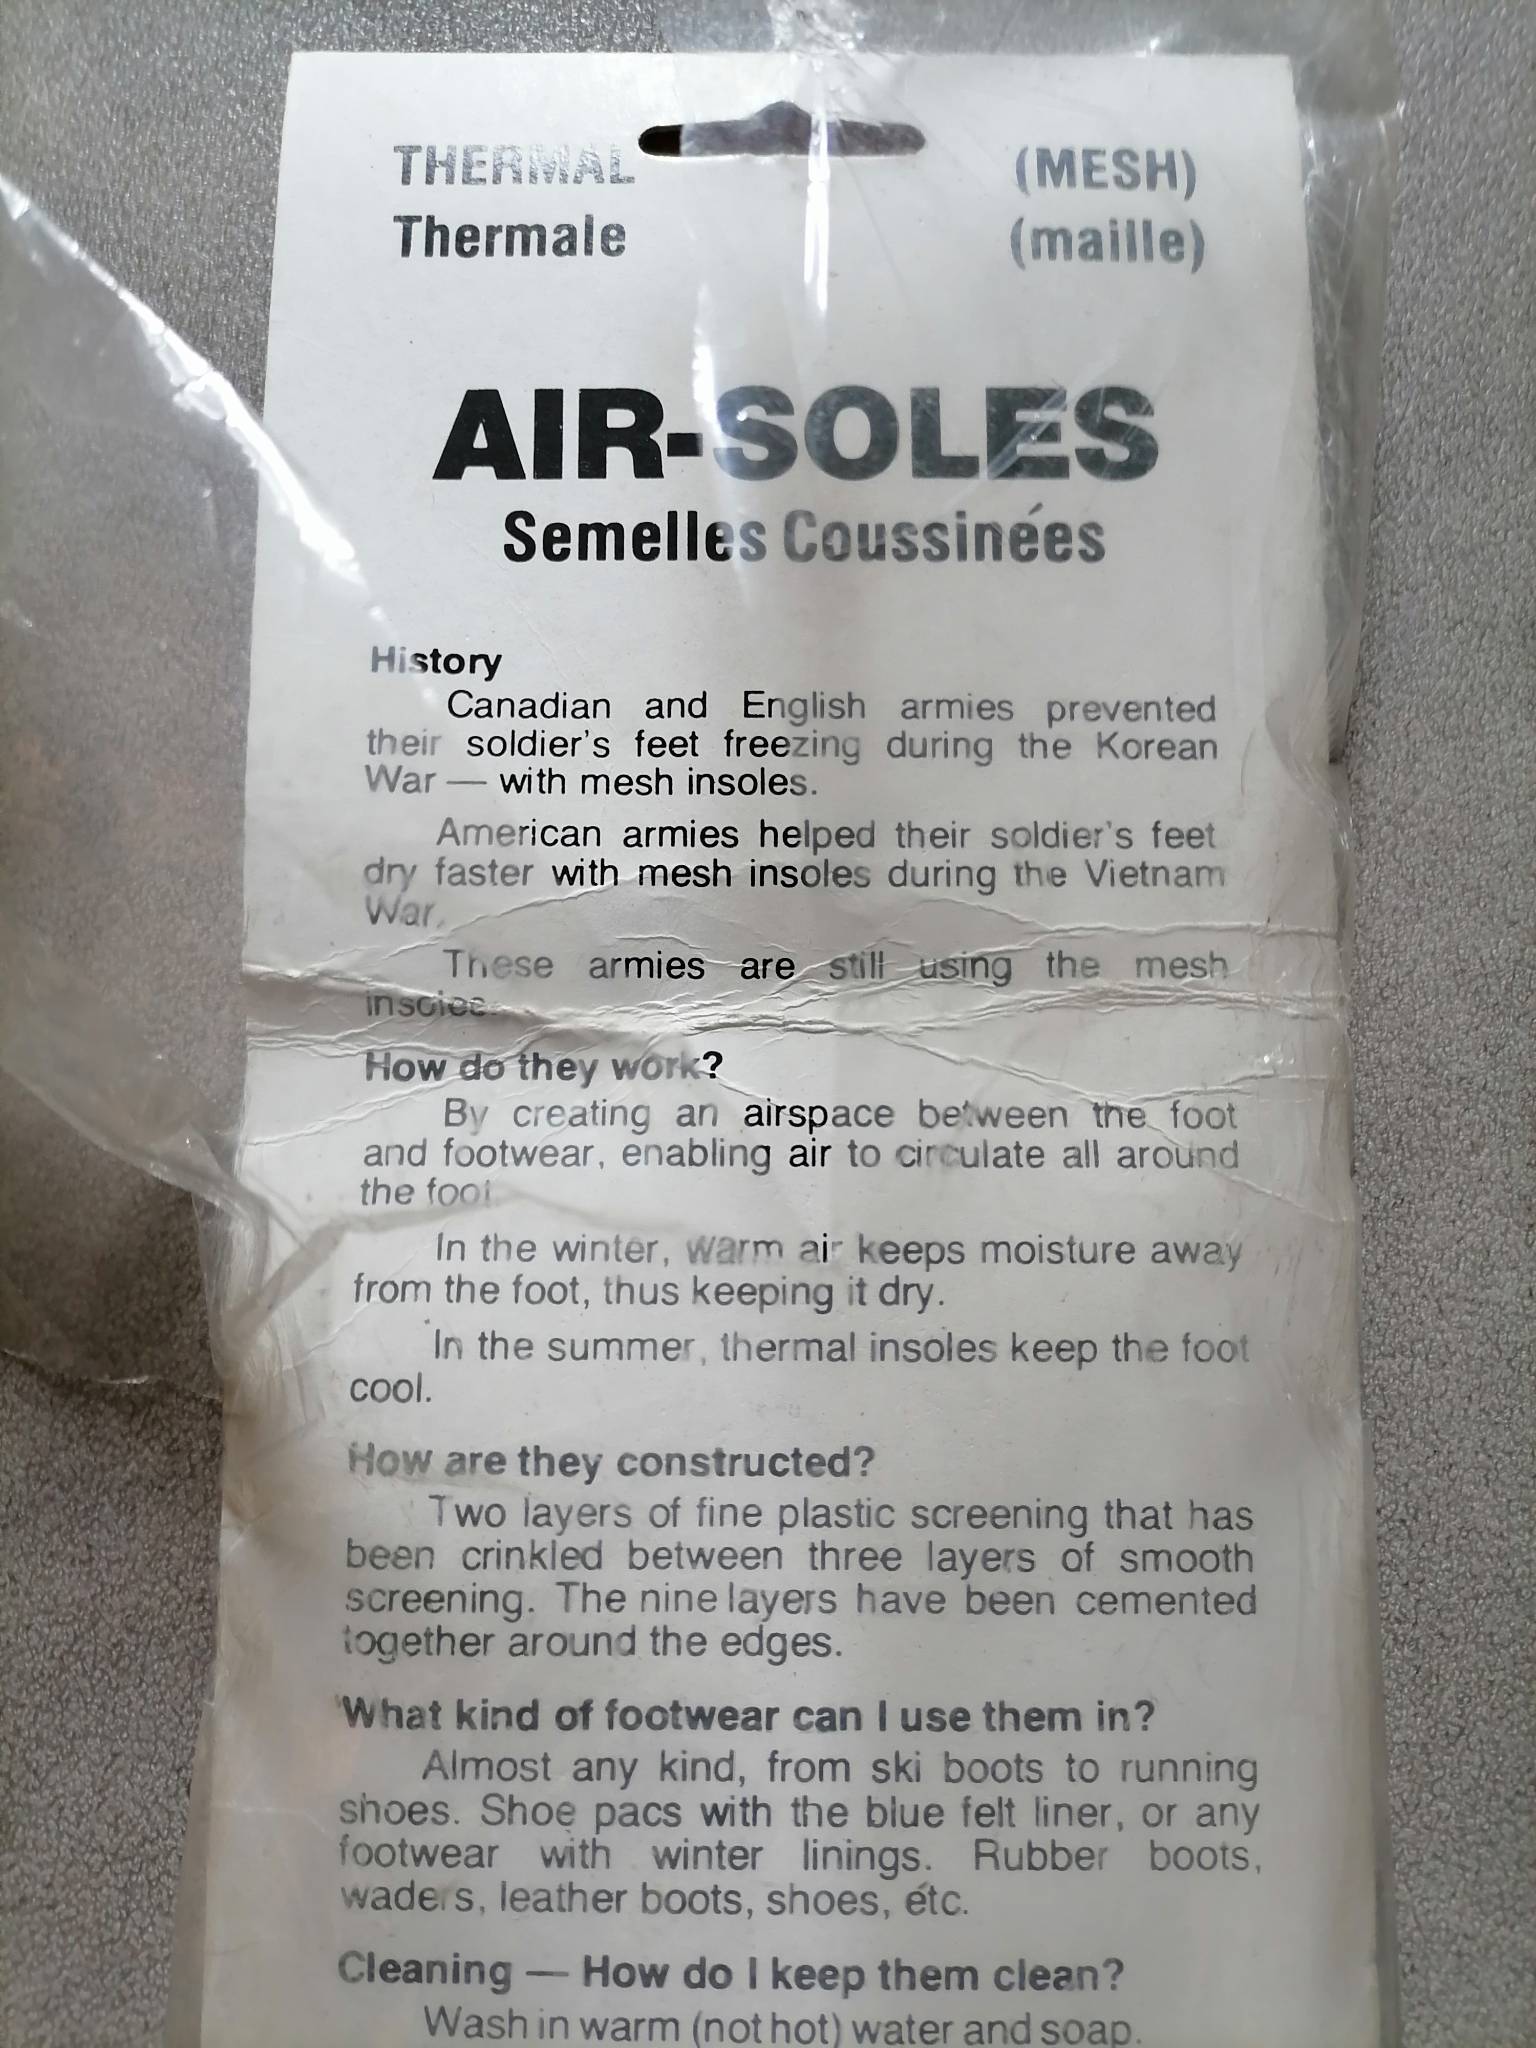 THERMAL (MESH)
Thermale (maille)
AIR-SOLES
Semelles Coussinées
History
Canadian and English armies prevented
their soldier's feet freezing during the Korean
War — with mesh insoles.
American armies helped their soldier's feet
dry faster with mesh insoles during the Vietnam
War.
These armies are still using the mesh
insoles.
How do they work?
By creating an airspace between the foot
and footwear, enabling air to circulate all around
the foot.
In the winter, warm air keeps moisture away
from the foot, thus keeping it dry.
In the summer, thermal insoles keep the foot
cool.
How are they constructed?
Two layers of fine plastic screening that has
been crinkled between three layers of smooth
screening. The nine layers have been cemented
together around the edges.
What kind of footwear can I use them in?
Almost any kind, from ski boots to running
shoes. Shoe pacs with the blue felt liner, or any
footwear with winter linings. Rubber boots,
waders, leather boots, shoes, etc.
Cleaning — How do I keep them clean?
Wash in warm (not hot) water and soap.